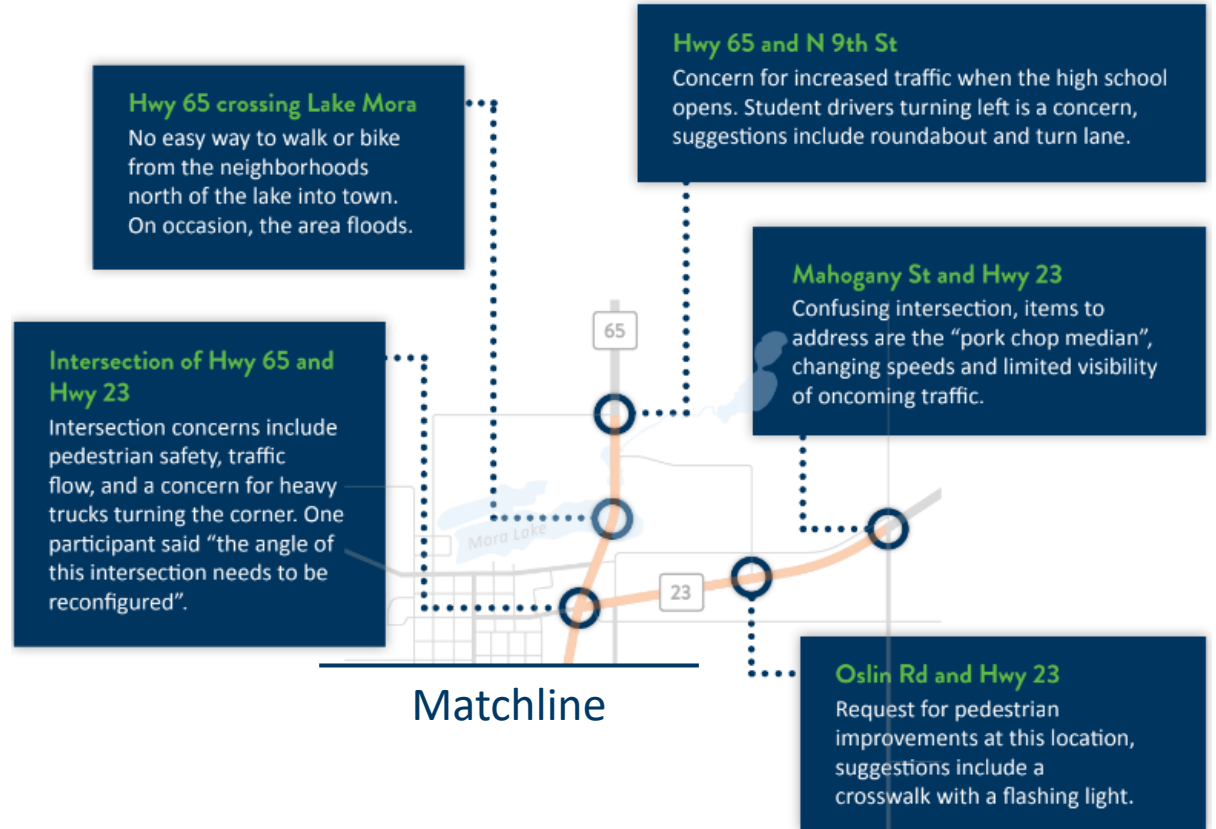 Hwy 65 and N 9th St
Concern for increased traffic when the high school
opens. Student drivers turning left is a concern,
suggestions include roundabout and turn lane.
Hwy 65 crossing Lake Mora
No easy way to walk or bike
from the neighborhoods
north of the lake into town.
On occasion, the area floods.
Mahogany St and Hwy 23
Confusing intersection, items to
address are the “pork chop median”,
changing speeds and limited visibility
of oncoming traffic.
Intersection of Hwy 65 and
Hwy 23
Intersection concerns include
pedestrian safety, traffic
flow, and a concern for heavy
trucks turning the corner. One
participant said “the angle of
this intersection needs to be
reconfigured”.
65
Mora Lake
23
Oslin Rd and Hwy 23
Request for pedestrian
improvements at this location,
suggestions include a
crosswalk with a flashing light.
Matchline